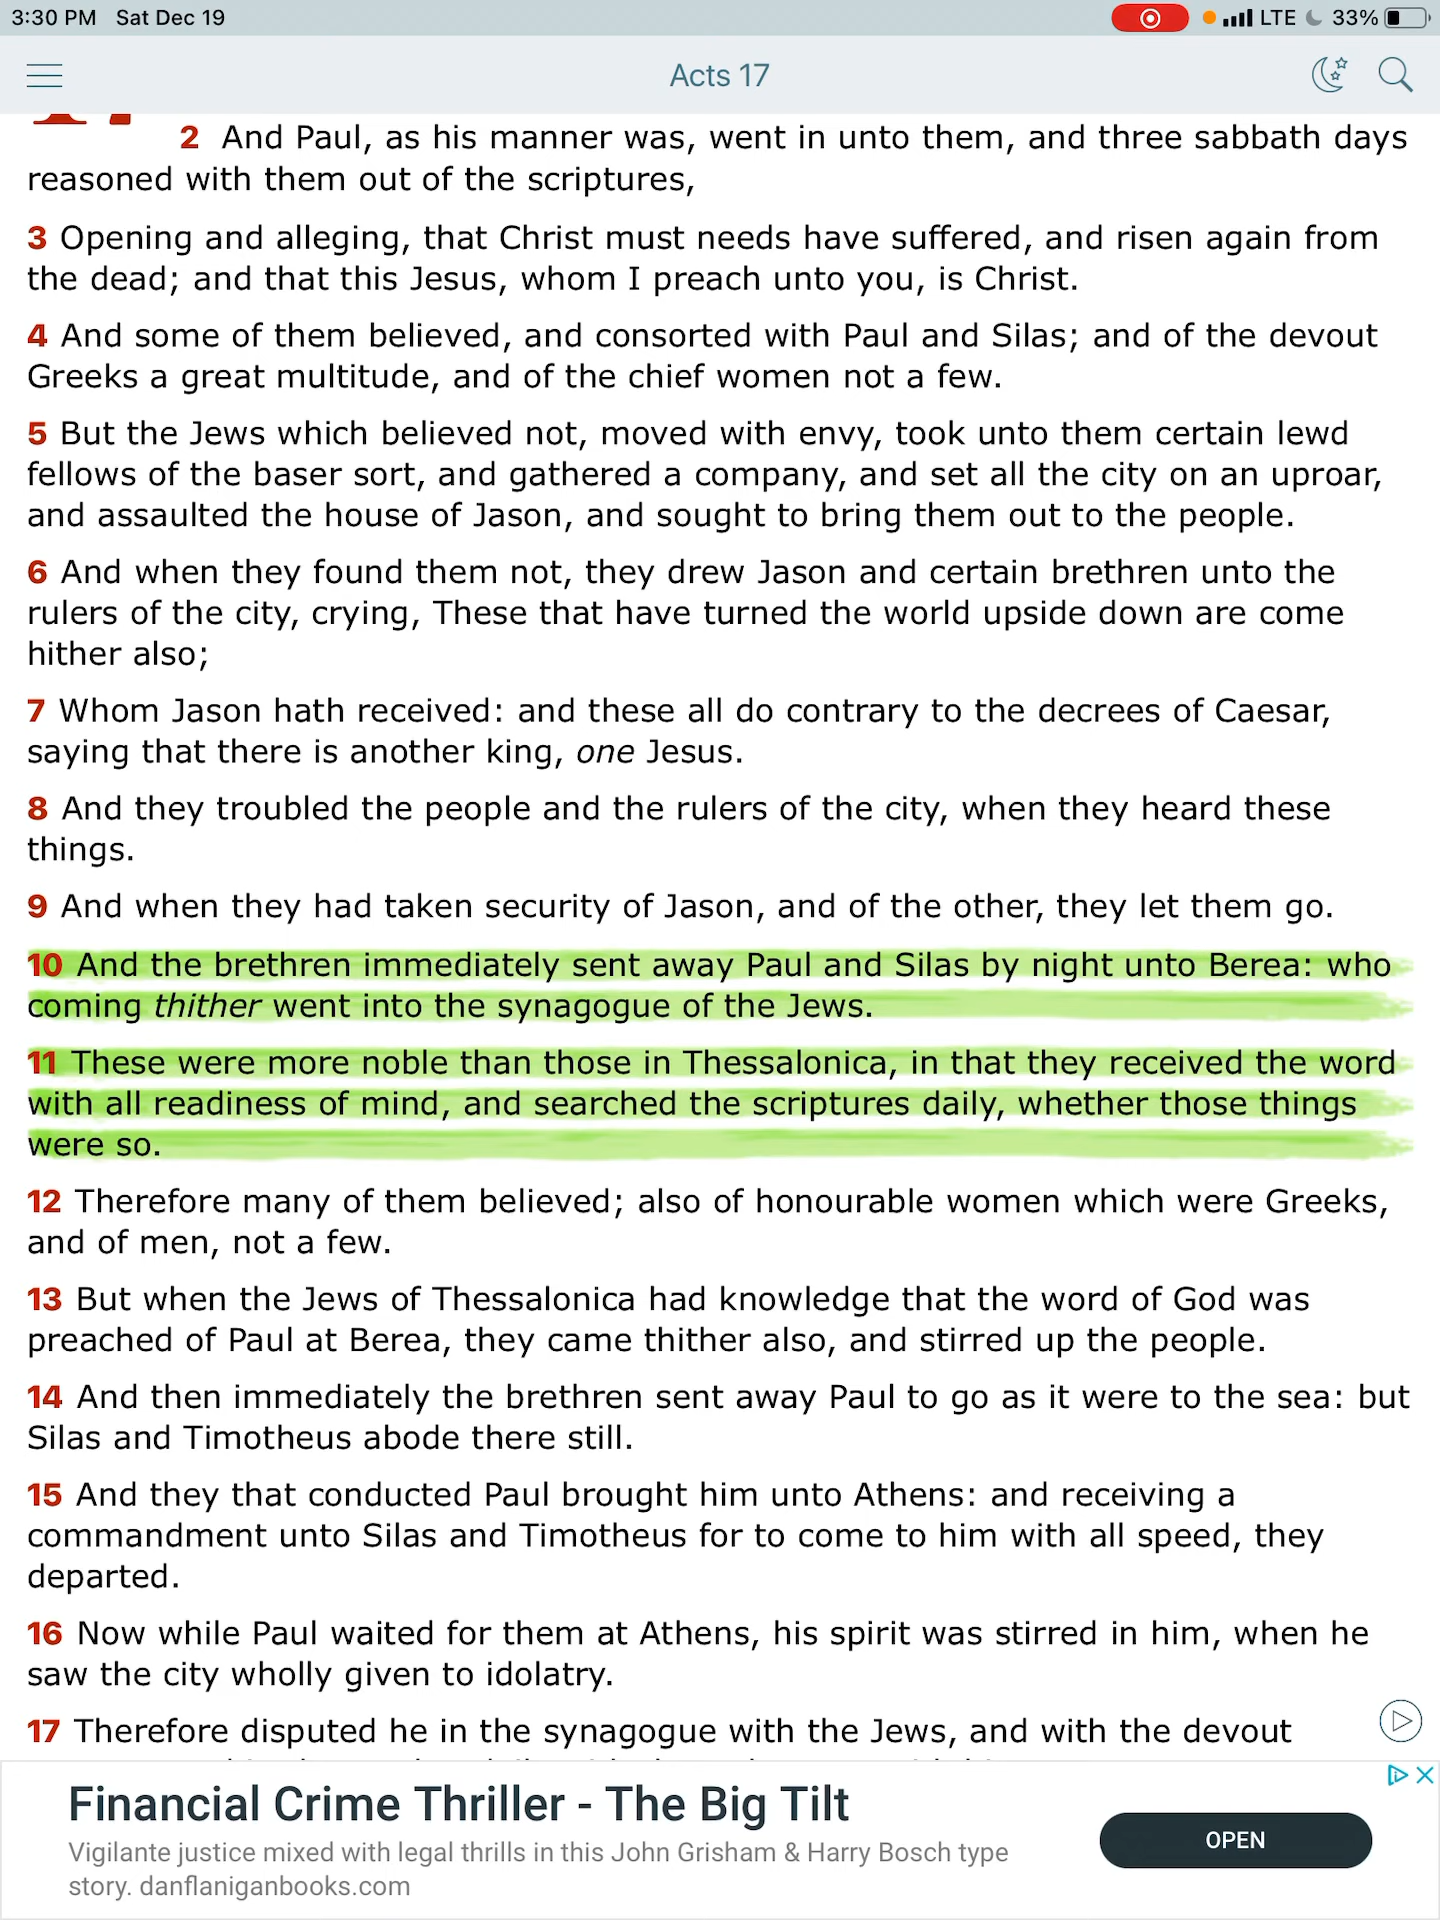 3:30 PM Sat Dec 19
LTE 33%
Acts 17
2 And Paul, as his manner was, went in unto them, and three sabbath days
reasoned with them out of the scriptures,
3 Opening and alleging, that Christ must needs have suffered, and risen again from
the dead; and that this Jesus, whom I preach unto you, is Christ.
4 And some of them believed, and consorted with Paul and Silas; and of the devout
Greeks a great multitude, and of the chief women not a few.
5 But the Jews which believed not, moved with envy, took unto them certain lewd
fellows of the baser sort, and gathered a company, and set all the city on an uproar,
and assaulted the house of Jason, and sought to bring them out to the people.
6 And when they found them not, they drew Jason and certain brethren unto the
rulers of the city, crying, These that have turned the world upside down are come
hither also;
7 Whom Jason hath received: and these all do contrary to the decrees of Caesar,
saying that there is another king, one Jesus.
8 And they troubled the people and the rulers of the city, when they heard these
things.
9 And when they had taken security of Jason, and of the other, they let them go.
10 And the brethren immediately sent away Paul and Silas by night unto Berea: who
coming thither went into the synagogue of the Jews.
11 These were more noble than those in Thessalonica, in that they received the word
with all readiness of mind, and searched the scriptures daily, whether those things
were so.
12 Therefore many of them believed; also of honourable women which were Greeks,
and of men, not a few.
13 But when the Jews of Thessalonica had knowledge that the word of God was
preached of Paul at Berea, they came thither also, and stirred up the people.
14 And then immediately the brethren sent away Paul to go as it were to the sea: but
Silas and Timotheus abode there still.
15 And they that conducted Paul brought him unto Athens: and receiving a
commandment unto Silas and Timotheus for to come to him with all speed, they
departed.
16 Now while Paul waited for them at Athens, his spirit was stirred in him, when he
saw the city wholly given to idolatry.
17 Therefore disputed he in the synagogue with the Jews, and with the devout
Financial Crime Thriller - The Big Tilt
Vigilante justice mixed with legal thrills in this John Grisham & Harry Bosch type
story. danflaniganbooks.com
OPEN